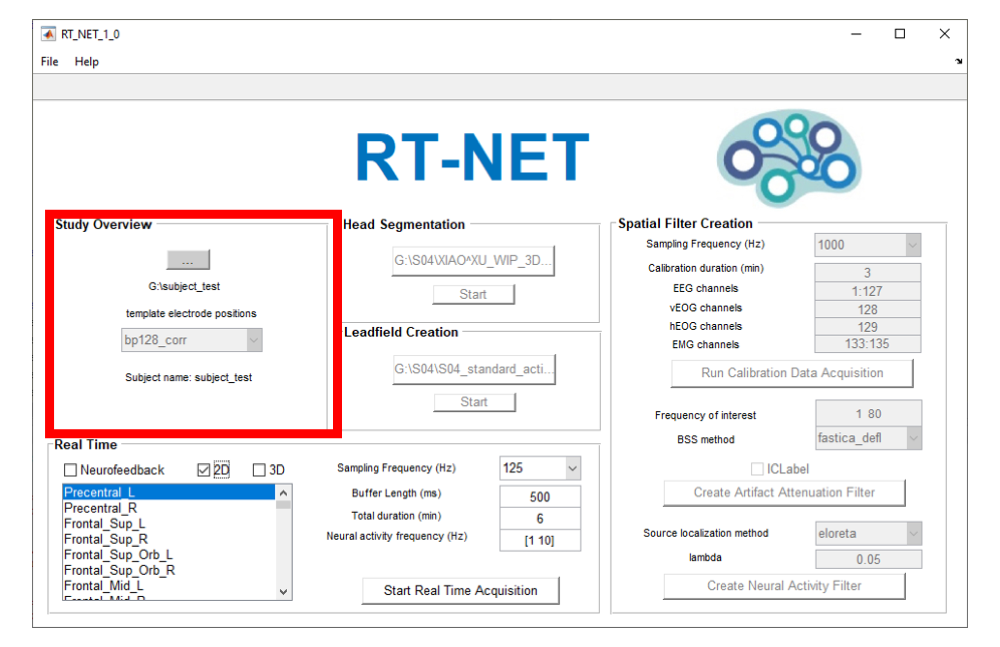 RT_NET_1_0
File Help
RT-NET
Study Overview
...
G:\subject_test
template electrode positions
bp128_corr
Subject name: subject_test
Head Segmentation
G:\S04\XIAO^XU_WIP_3D...
Start
Leadfield Creation
G:\S04\S04_standard_acti...
Start
Spatial Filter Creation
Sampling Frequency (Hz) 1000
Calibration duration (min) 3
EEG channels 1:127
vEOG channels 128
hEOG channels 129
EMG channels 133:135
Run Calibration Data Acquisition
Frequency of interest 1 80
BSS method fastica_defl
ICLabel
Create Artifact Attenuation Filter
Source localization method eloreta
lambda 0.05
Create Neural Activity Filter
Real Time
Neurofeedback 2D 3D
Precentral_L
Precentral_R
Frontal_Sup_L
Frontal_Sup_R
Frontal_Sup_Orb_L
Frontal_Sup_Orb_R
Frontal_Mid_L
Frontal_Mid_R
Sampling Frequency (Hz) 125
Buffer Length (ms) 500
Total duration (min) 6
Neural activity frequency (Hz) [1 10]
Start Real Time Acquisition